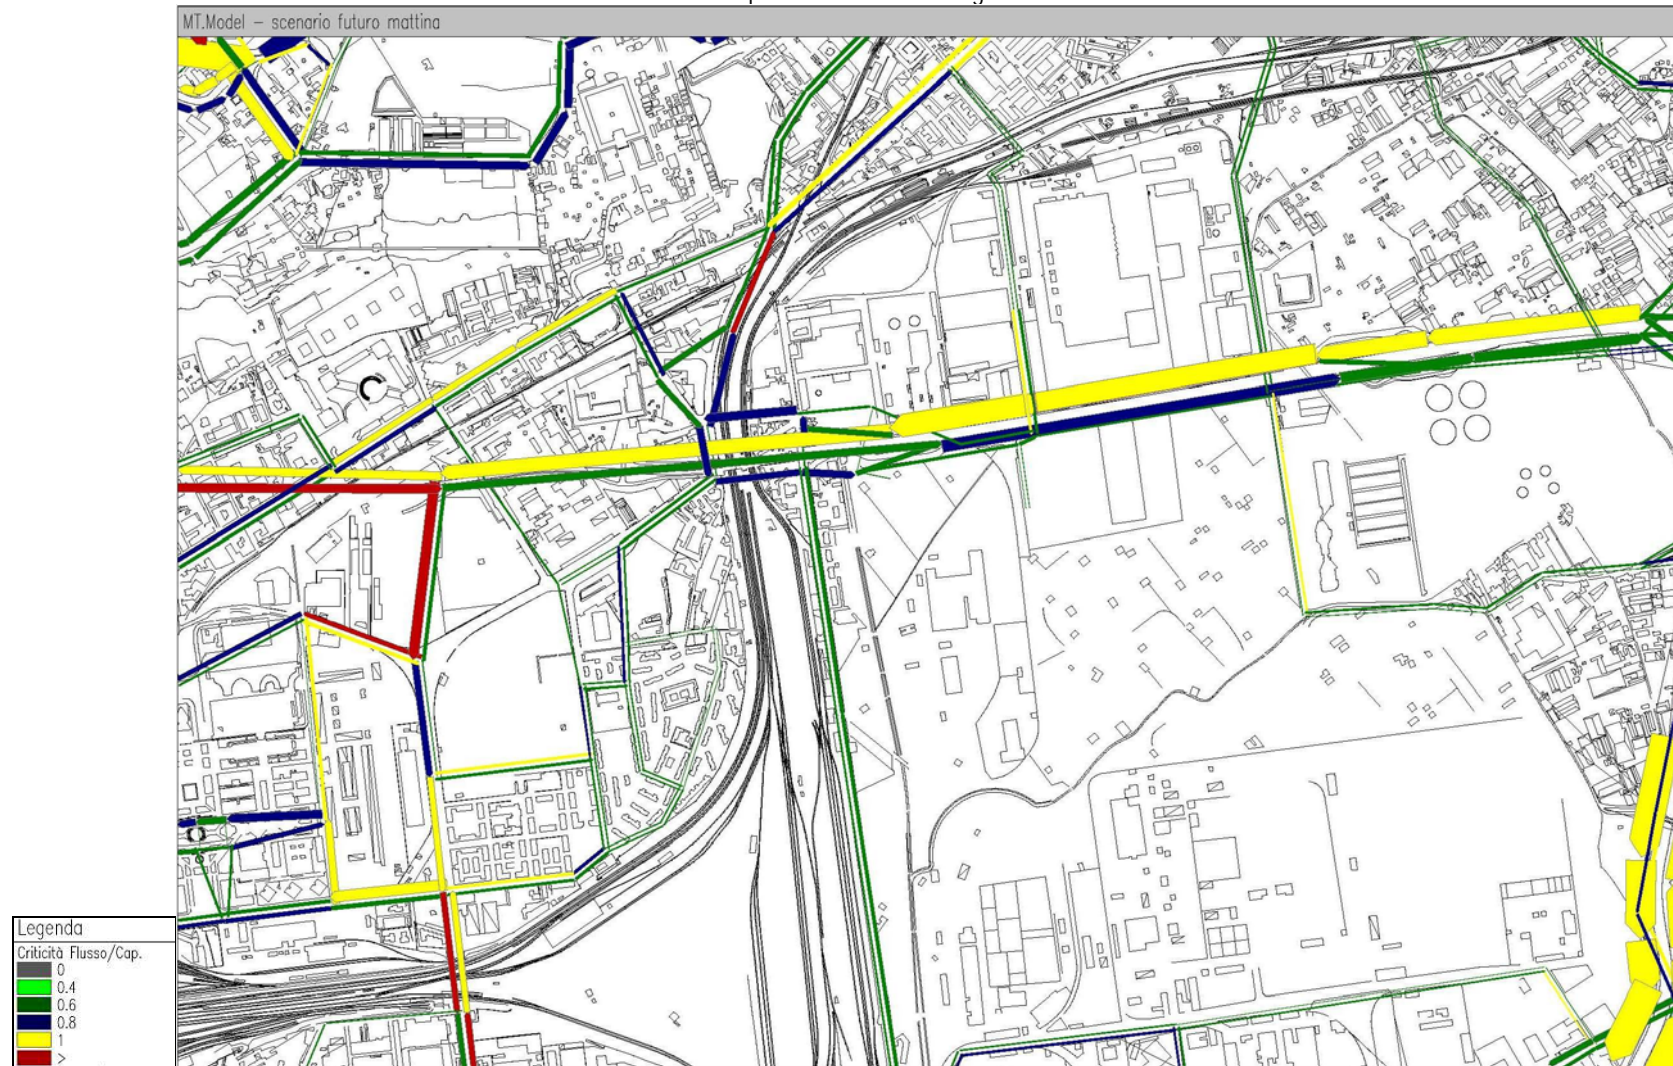 MT.Model – scenario futuro mattina
Legenda
Criticità Flusso/Cap.
0
0.4
0.6
0.8
1
>